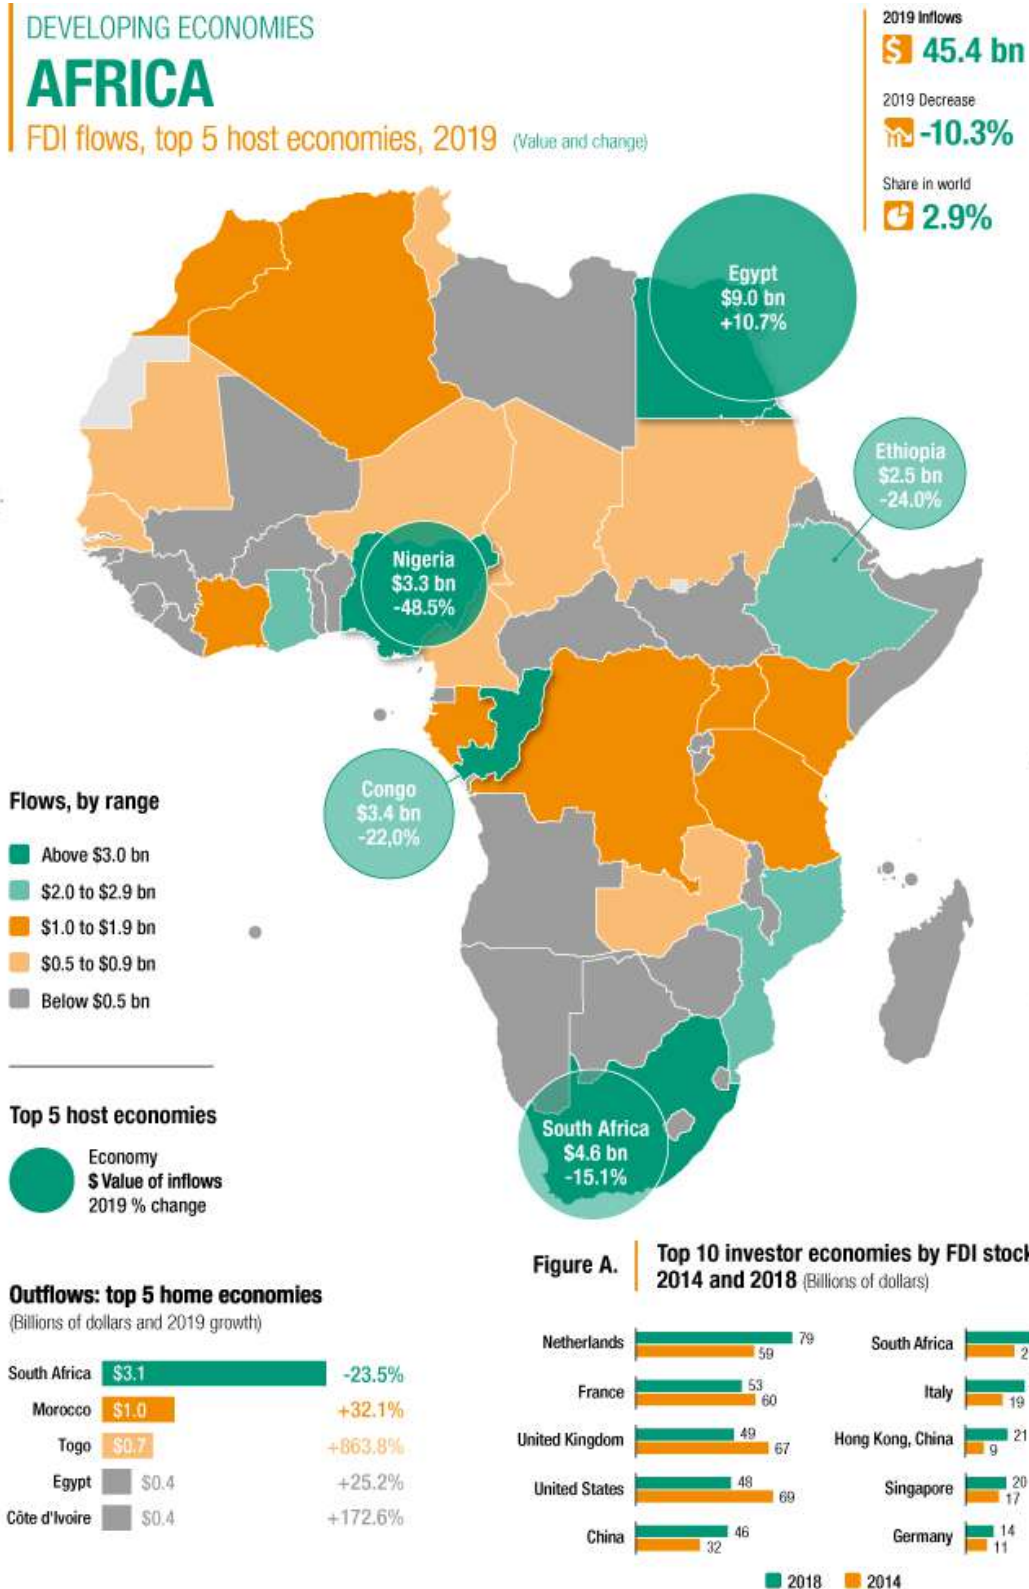 DEVELOPING ECONOMIES
AFRICA
FDI flows, top 5 host economies, 2019 (Value and change)
2019 Inflows
$ 45.4 bn
2019 Decrease
-10.3%
Share in world
2.9%
Egypt
$9.0 bn
+10.7%
Ethiopia
$2.5 bn
-24.0%
Nigeria
$3.3 bn
-48.5%
Congo
$3.4 bn
-22,0%
South Africa
$4.6 bn
-15.1%
Flows, by range
Above $3.0 bn
$2.0 to $2.9 bn
$1.0 to $1.9 bn
$0.5 to $0.9 bn
Below $0.5 bn
Top 5 host economies
Economy
$ Value of inflows
2019 % change
Outflows: top 5 home economies
(Billions of dollars and 2019 growth)
South Africa $3.1 -23.5%
Morocco $1.0 +32.1%
Togo $0.7 +863.8%
Egypt $0.4 +25.2%
Côte d'Ivoire $0.4 +172.6%
Figure A.
Top 10 investor economies by FDI stock
2014 and 2018 (Billions of dollars)
Netherlands 79
59
France 53
60
United Kingdom 49
67
United States 48
69
China 46
32
South Africa
Italy
19
Hong Kong, China 21
9
Singapore 20
17
Germany 14
11
2018 2014